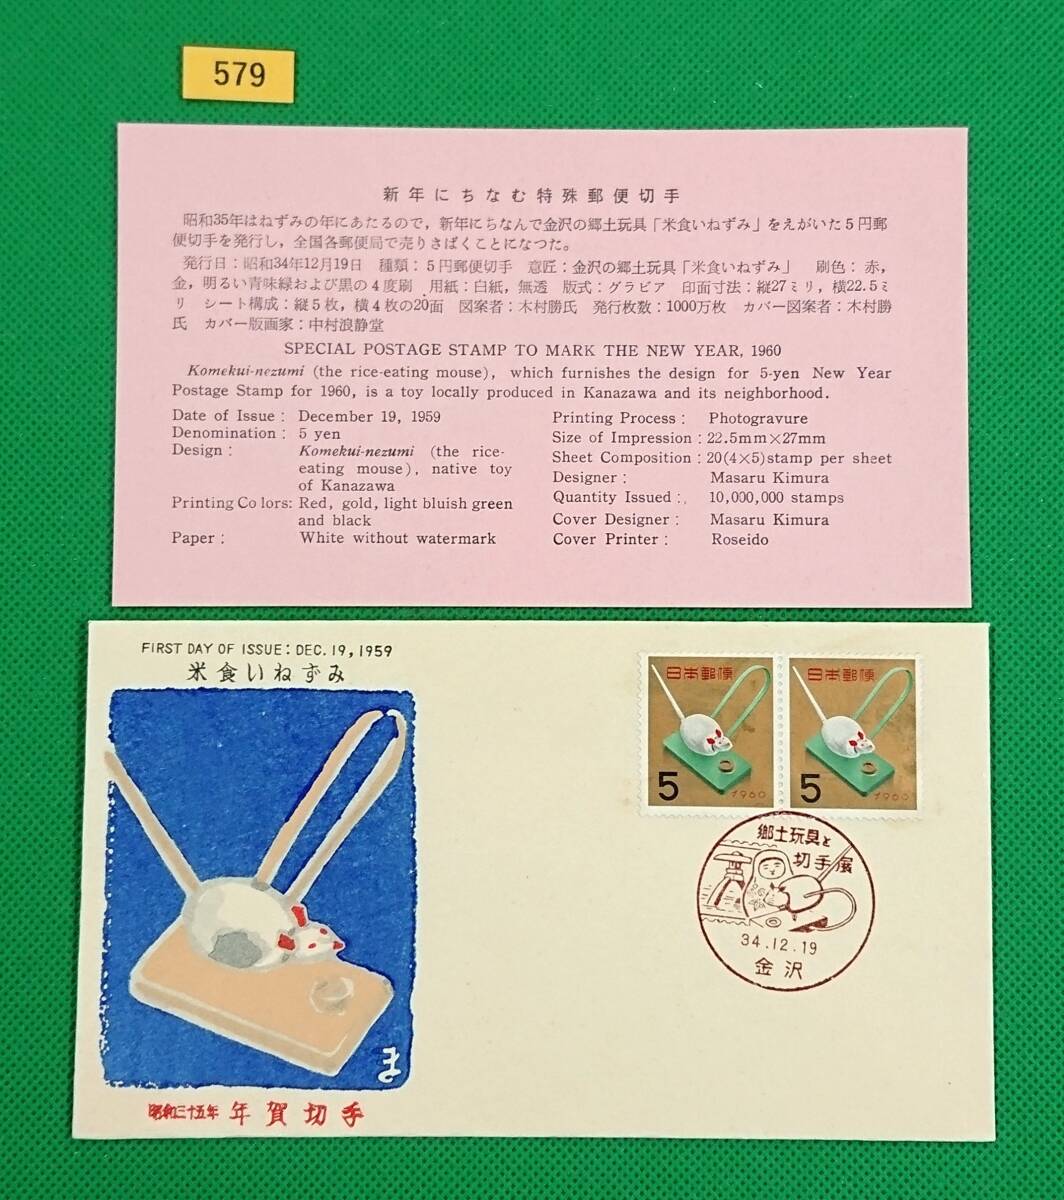 579
新年にちなむ特殊郵便切手
昭和35年はねずみの年にあたるので，新年にちなんで金沢の郷土玩具「米食いねずみ」をえがいた5円郵
便切手を発行し，全国各郵便局で売りさばくことになつた。
発行日：昭和34年12月19日　種類：5円郵便切手　意匠：金沢の郷土玩具「米食いねずみ」　刷色：赤，
金，明るい青味緑および黒の4度刷　用紙：白紙，無透　版式：グラビア　印面寸法：縦27ミリ，横22.5ミ
リ　シート構成：縦5枚，横4枚の20面　図案者：木村勝氏　発行枚数：1000万枚　カバー図案者：木村勝
氏　カバー版画家：中村浪静堂
SPECIAL POSTAGE STAMP TO MARK THE NEW YEAR, 1960
Komekui-nezumi (the rice-eating mouse), which furnishes the design for 5-yen New Year
Postage Stamp for 1960, is a toy locally produced in Kanazawa and its neighborhood.
Date of Issue: December 19, 1959
Denomination: 5 yen
Design: Komekui-nezumi (the rice-
eating mouse), native toy
of Kanazawa
Printing Colors: Red, gold, light bluish green
and black
Paper: White without watermark
Printing Process: Photogravure
Size of Impression: 22.5mm×27mm
Sheet Composition: 20(4×5)stamp per sheet
Designer: Masaru Kimura
Quantity Issued: 10,000,000 stamps
Cover Designer: Masaru Kimura
Cover Printer: Roseido
FIRST DAY OF ISSUE: DEC. 19, 1959
米食いねずみ
日本郵便
5
1960
日本郵便
5
1960
郷土玩具と
切手展
34.12.19
金沢
ま
昭和三十五年 年賀切手